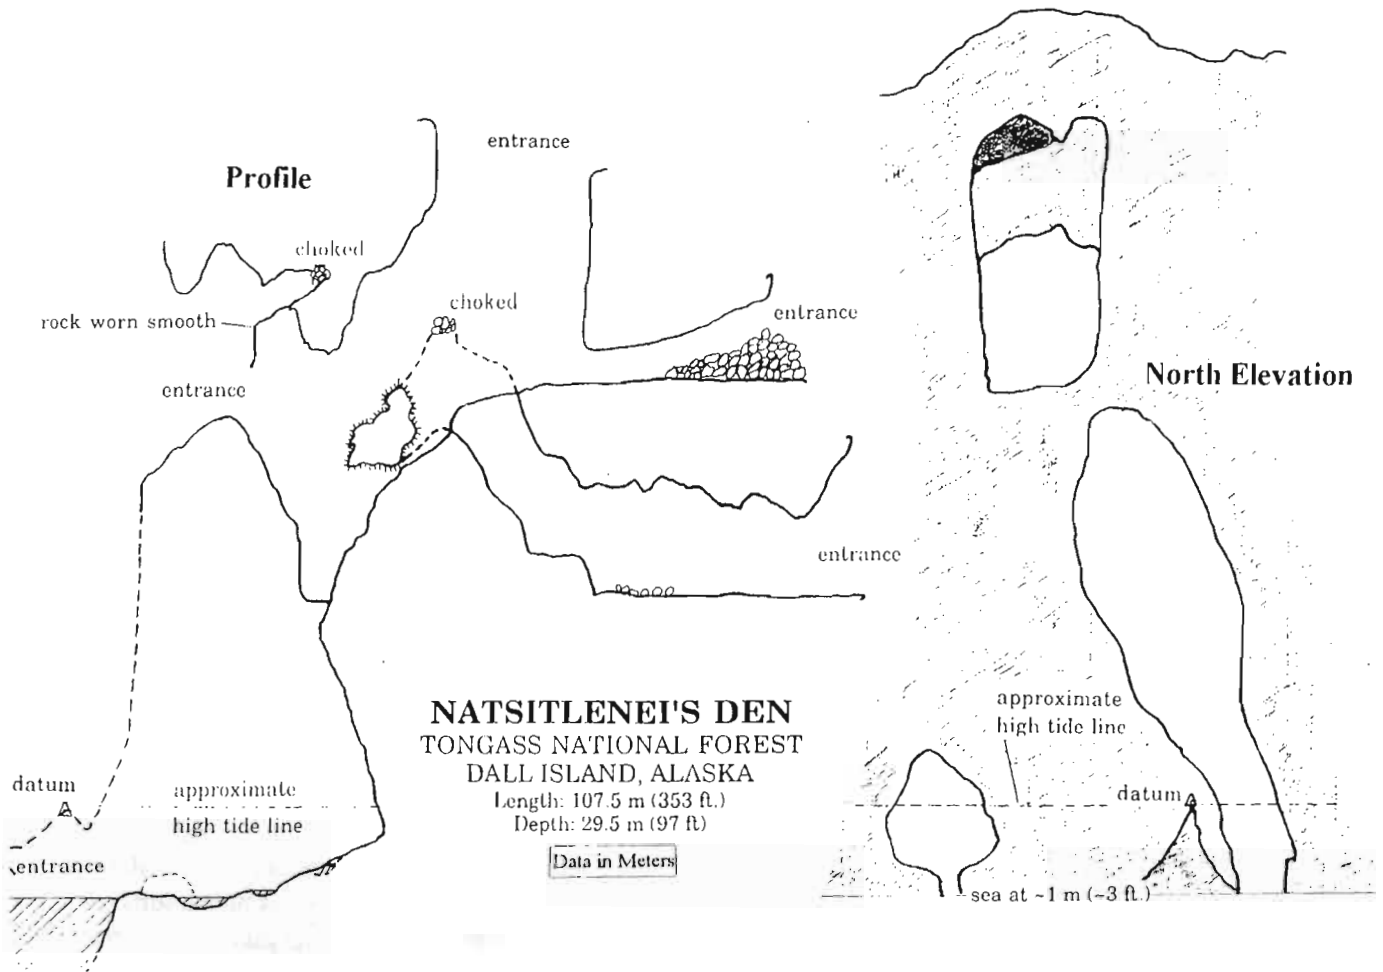 entrance
Profile
choked
choked
rock worn smooth
entrance
entrance
North Elevation
entrance
approximate
high tide line
NATSITLENEI'S DEN
TONGASS NATIONAL FOREST
DALL ISLAND, ALASKA
Length: 107.5 m (353 ft.)
Depth: 29.5 m (97 ft)
Data in Meters
datum
approximate
high tide line
entrance
datum
sea at ~1 m (~3 ft.)